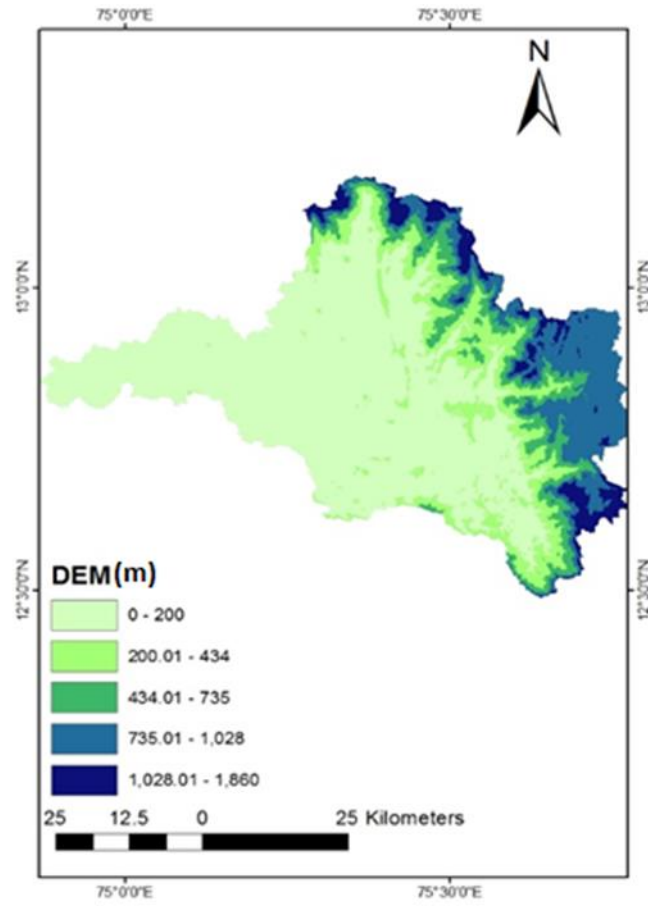 75°0'0"E 75°30'0"E
N
13°0'0"N 13°0'0"N
12°30'0"N 12°30'0"N
DEM(m)
0 - 200
200.01 - 434
434.01 - 735
735.01 - 1,028
1,028.01 - 1,860
25 12.5 0 25 Kilometers
75°0'0"E 75°30'0"E